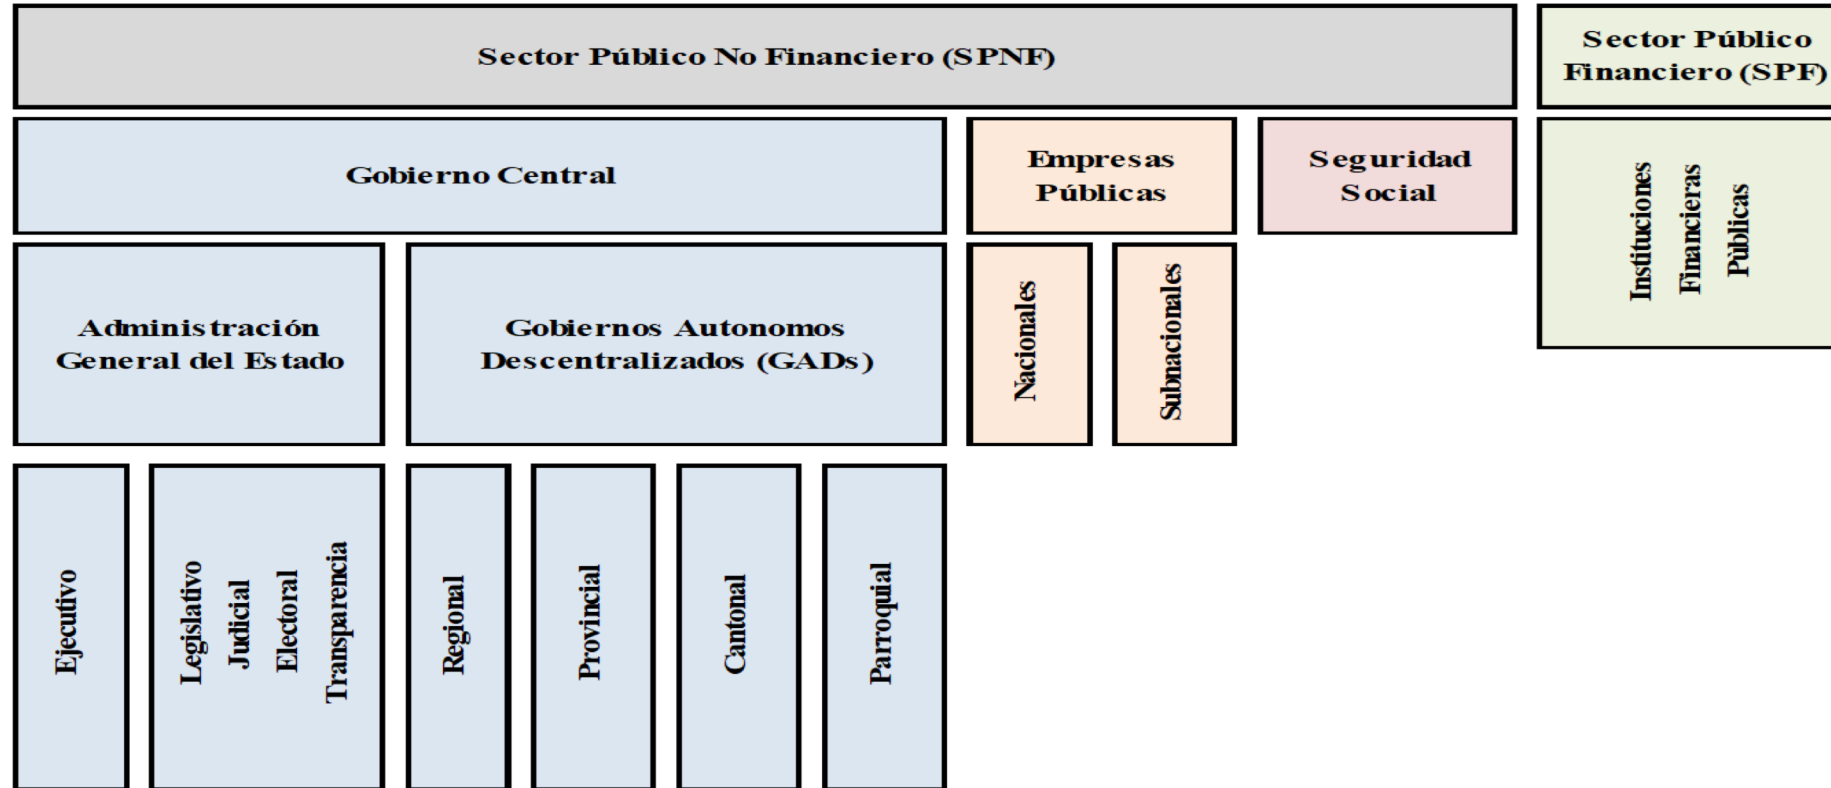 Sector Público No Financiero (SPNF)
Sector Público
Financiero (SPF)
Gobierno Central
Empresas
Públicas
Seguridad
Social
Instituciones
Financieras
Pùblicas
Administración
General del Estado
Gobiernos Autonomos
Descentralizados (GADs)
Nacionales
Subnacionales
Ejecutivo
Legislativo
Judicial
Electoral
Transparencia
Regional
Provincial
Cantonal
Parroquial